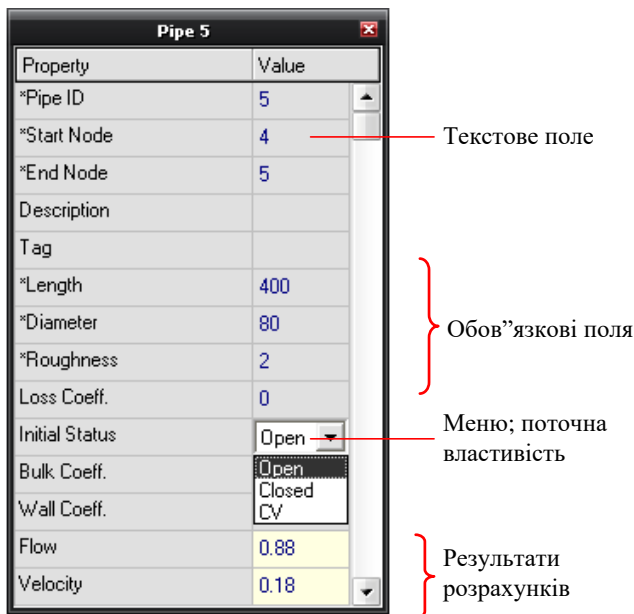 Pipe 5
Property Value
*Pipe ID 5
*Start Node 4
Текстове поле
*End Node 5
Description
Tag
*Length 400
*Diameter 80
Обов”язкові поля
*Roughness 2
Loss Coeff. 0
Initial Status Open
Меню; поточна
властивість
Bulk Coeff. Open
Closed
Wall Coeff. CV
Flow 0.88
Velocity 0.18
Результати
розрахунків